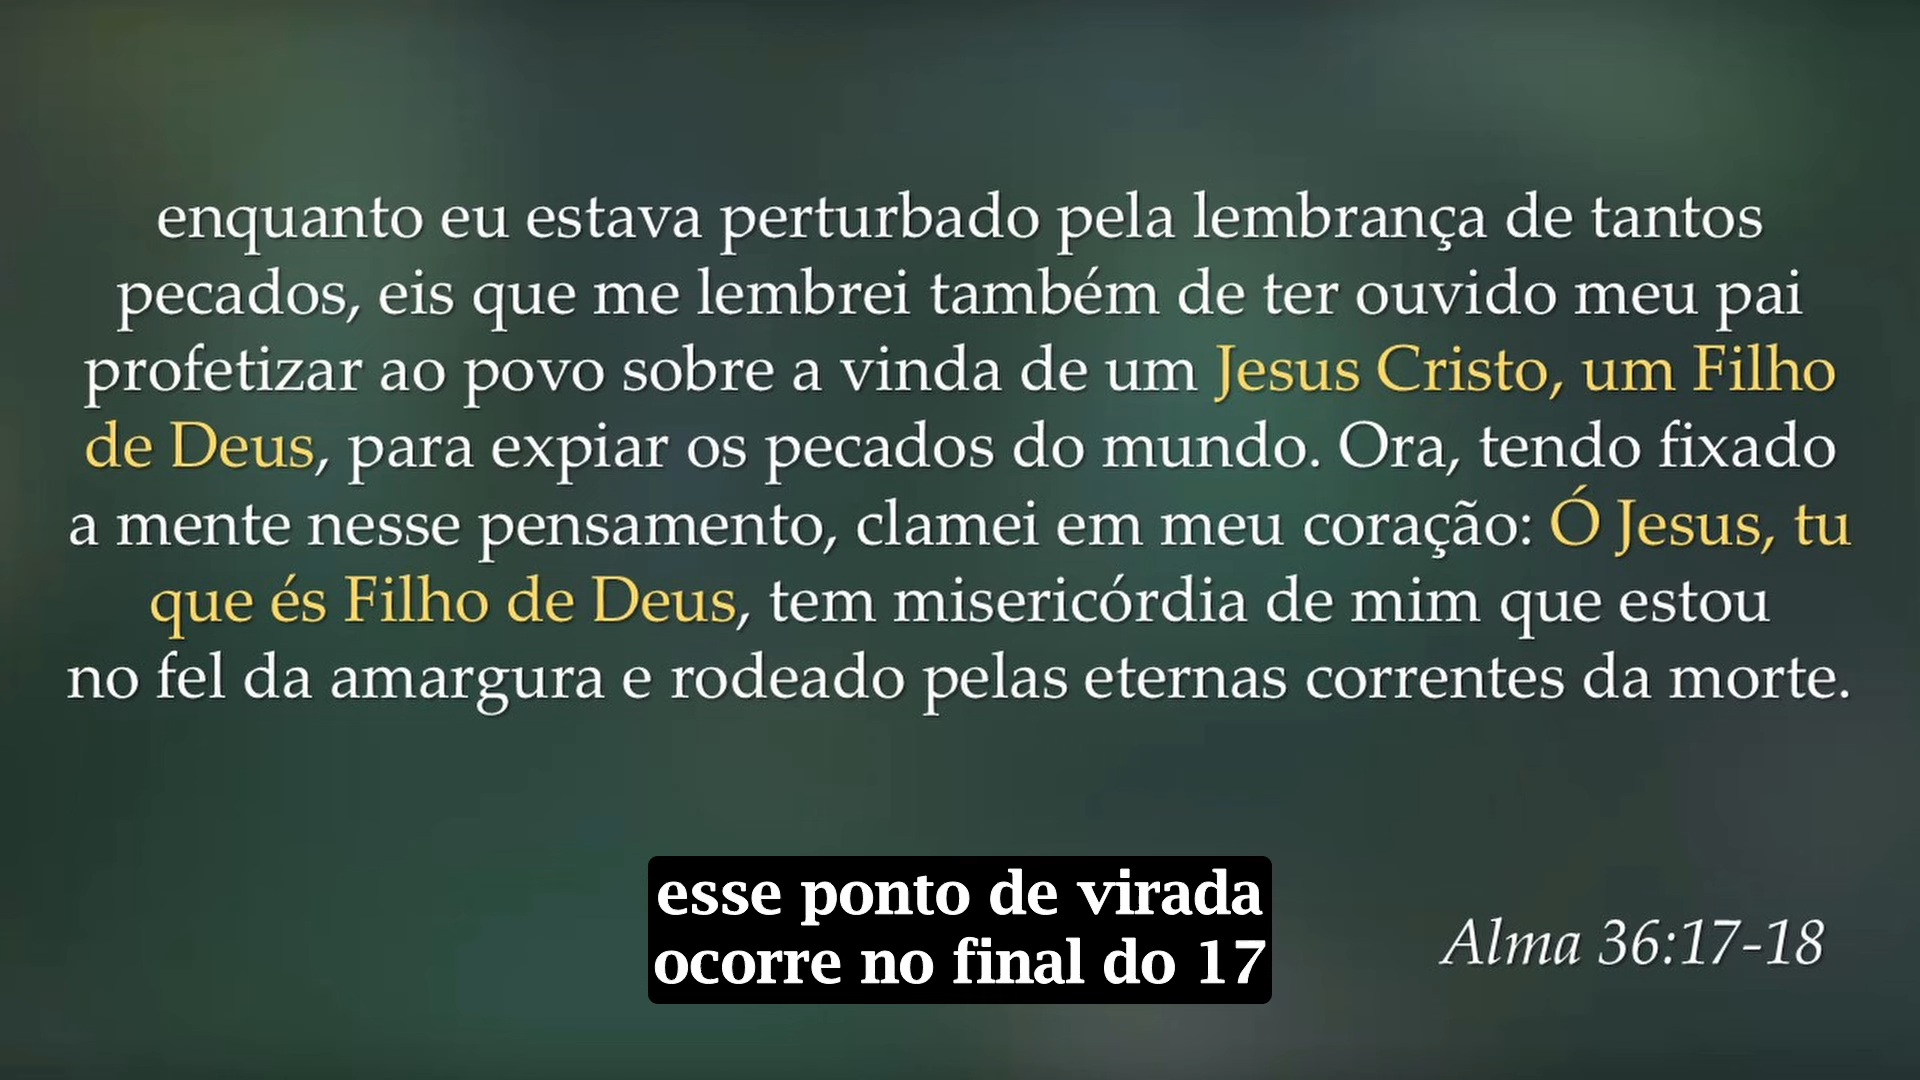 enquanto eu estava perturbado pela lembrança de tantos
pecados, eis que me lembrei também de ter ouvido meu pai
profetizar ao povo sobre a vinda de um Jesus Cristo, um Filho
de Deus, para expiar os pecados do mundo. Ora, tendo fixado
a mente nesse pensamento, clamei em meu coração: Ó Jesus, tu
que és Filho de Deus, tem misericórdia de mim que estou
no fel da amargura e rodeado pelas eternas correntes da morte.
esse ponto de virada
ocorre no final do 17
Alma 36:17-18